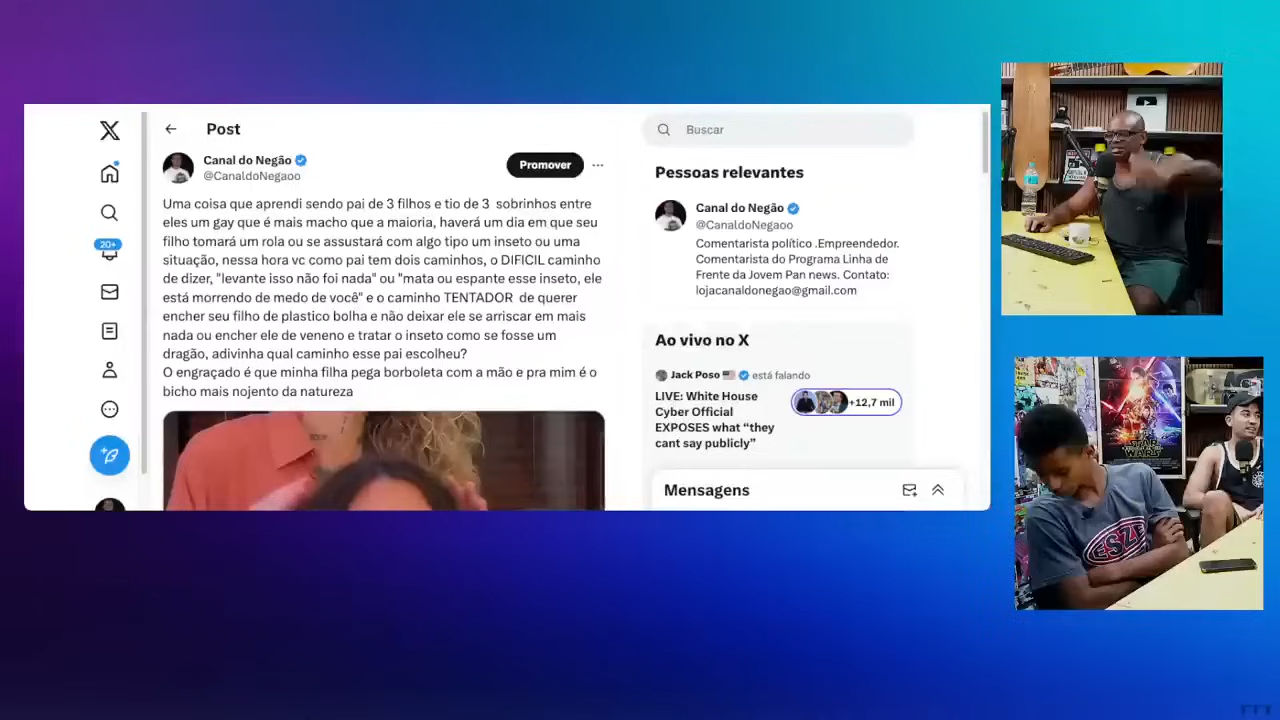 Post
Canal do Negão
@CanaldoNegaoo
Promover
Uma coisa que aprendi sendo pai de 3 filhos e tio de 3 sobrinhos entre
eles um gay que é mais macho que a maioria, haverá um dia em que seu
filho tomará um rola ou se assustará com algo tipo um inseto ou uma
situação, nessa hora vc como pai tem dois caminhos, o DIFICIL caminho
de dizer, "levante isso não foi nada" ou "mata ou espante esse inseto, ele
está morrendo de medo de você" e o caminho TENTADOR de querer
encher seu filho de plastico bolha e não deixar ele se arriscar em mais
nada ou encher ele de veneno e tratar o inseto como se fosse um
dragão, adivinha qual caminho esse pai escolheu?
O engraçado é que minha filha pega borboleta com a mão e pra mim é o
bicho mais nojento da natureza
20+
Buscar
Pessoas relevantes
Canal do Negão
@CanaldoNegaoo
Comentarista político .Empreendedor.
Comentarista do Programa Linha de
Frente da Jovem Pan news. Contato:
lojacanaldonegao@gmail.com
Ao vivo no X
Jack Poso está falando
LIVE: White House
Cyber Official
EXPOSES what “they
cant say publicly”
+12,7 mil
Mensagens
STAR
WARS
ESZE